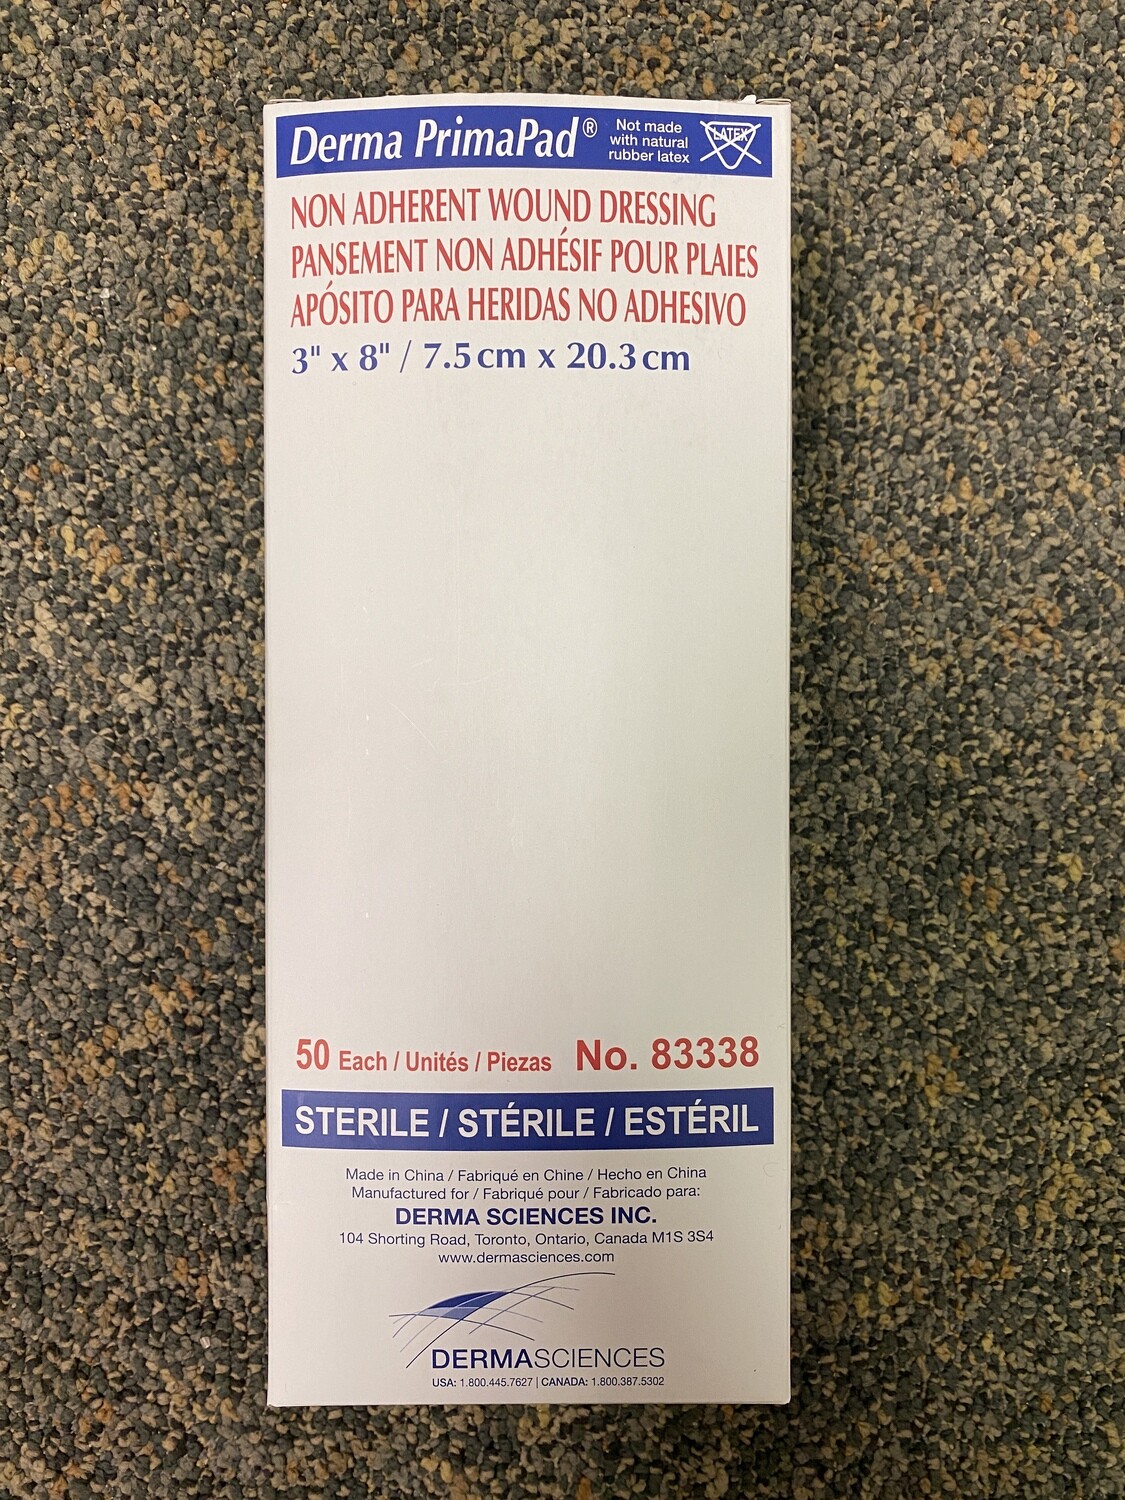 Derma PrimaPad®
Not made
with natural
rubber latex
LATEX
NON ADHERENT WOUND DRESSING
PANSEMENT NON ADHÉSIF POUR PLAIES
APÓSITO PARA HERIDAS NO ADHESIVO
3" x 8" / 7.5 cm x 20.3 cm
50 Each / Unités / Piezas No. 83338
STERILE / STÉRILE / ESTÉRIL
Made in China / Fabriqué en Chine / Hecho en China
Manufactured for / Fabriqué pour / Fabricado para:
DERMA SCIENCES INC.
104 Shorting Road, Toronto, Ontario, Canada M1S 3S4
www.dermasciences.com
DERMASCIENCES
USA: 1.800.445.7627 | CANADA: 1.800.387.5302